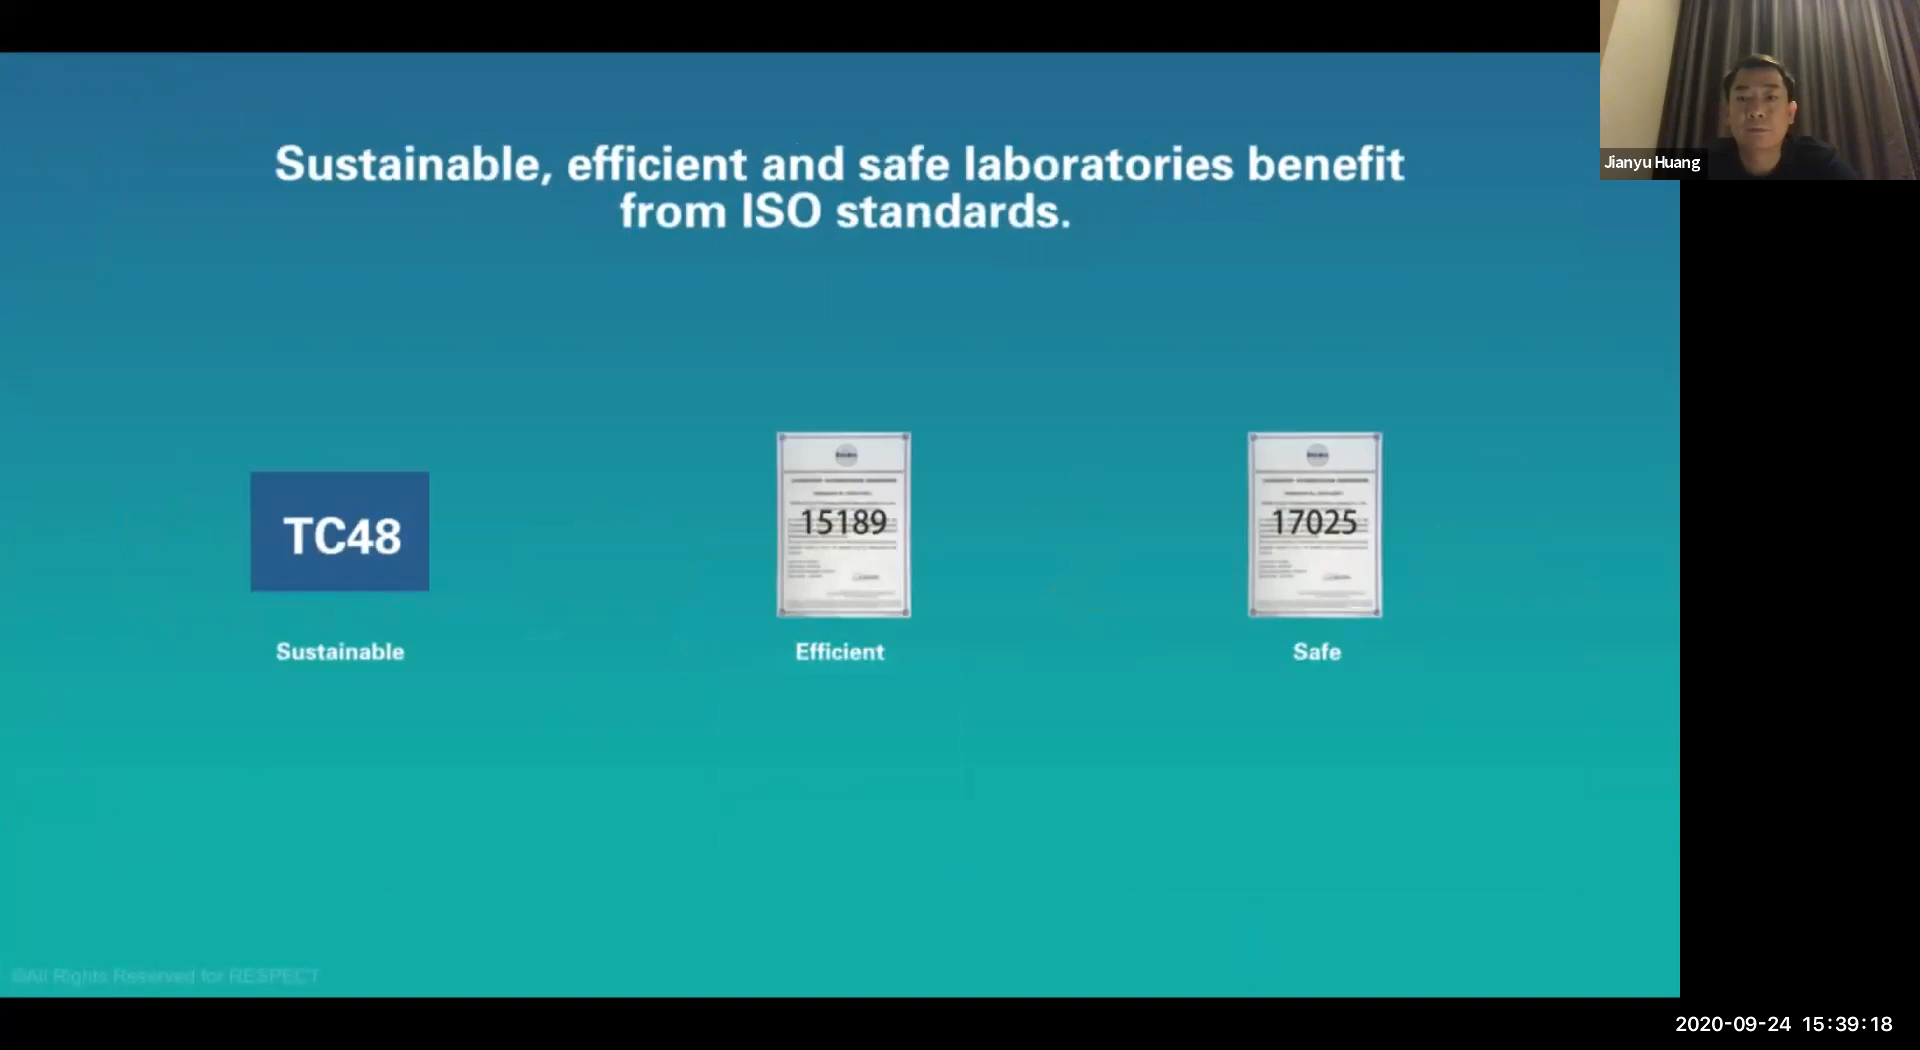 Sustainable, efficient and safe laboratories benefit
from ISO standards.
Jianyu Huang
TC48
15189
17025
Sustainable
Efficient
Safe
©All Rights Reserved for RESPECT
2020-09-24 15:39:18